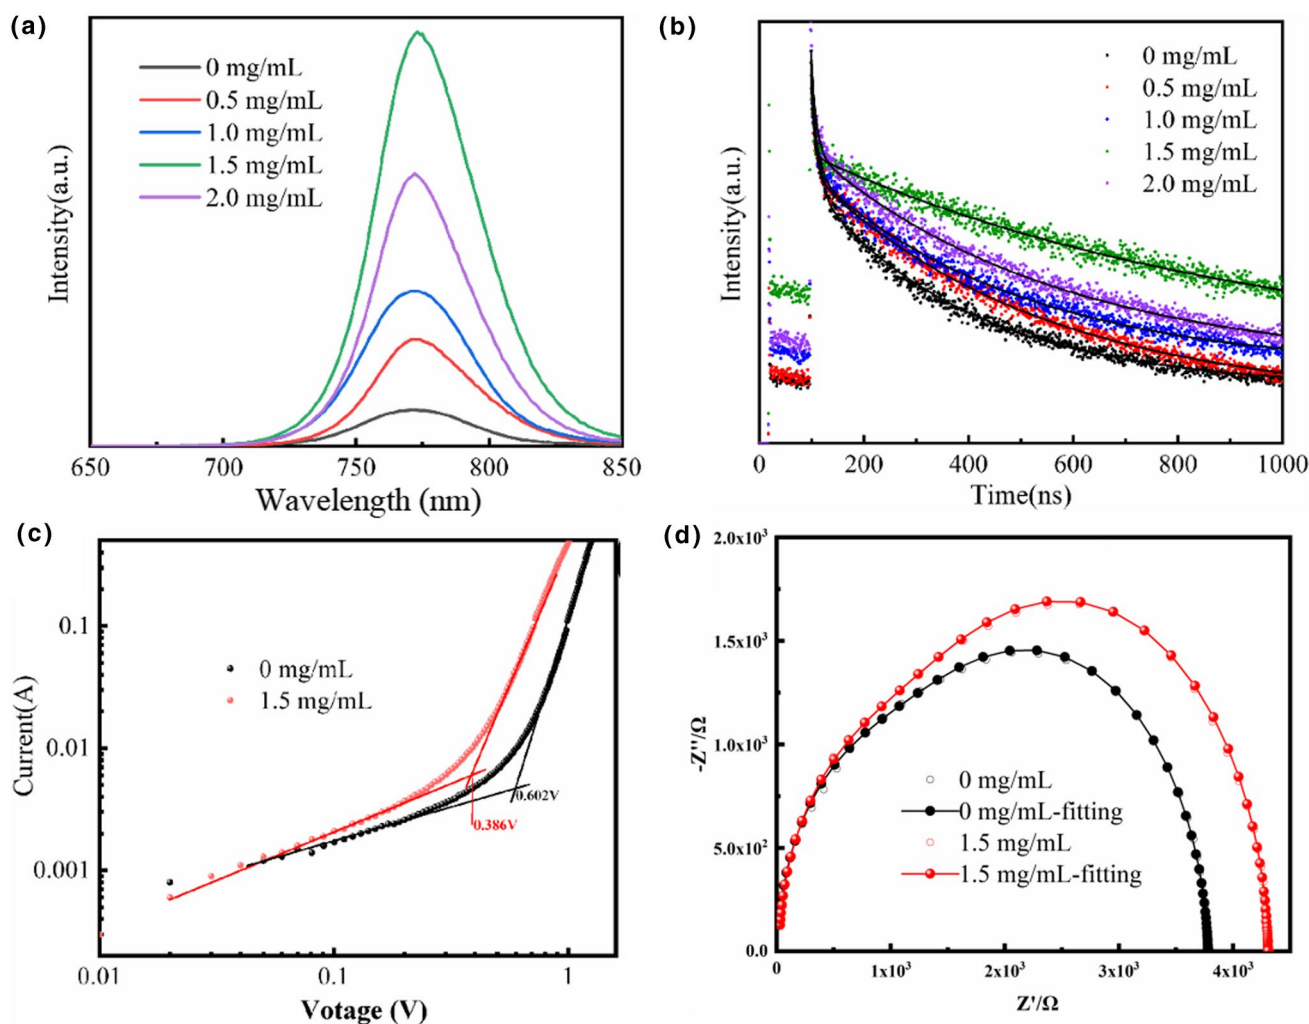 (a)
0 mg/mL
0.5 mg/mL
1.0 mg/mL
1.5 mg/mL
2.0 mg/mL
Intensity(a.u.)
650 700 750 800 850
Wavelength (nm)
(b)
0 mg/mL
0.5 mg/mL
1.0 mg/mL
1.5 mg/mL
2.0 mg/mL
Intensity(a.u.)
0 200 400 600 800 1000
Time(ns)
(c)
0.1
0.01
0.001
0 mg/mL
1.5 mg/mL
Current(A)
0.602V
0.386V
0.01 0.1 1
Votage (V)
(d)
2.0x10³
1.5x10³
1.0x10³
5.0x10²
0.0
-Z''/Ω
0 mg/mL
0 mg/mL-fitting
1.5 mg/mL
1.5 mg/mL-fitting
0 1x10³ 2x10³ 3x10³ 4x10³
Z'/Ω